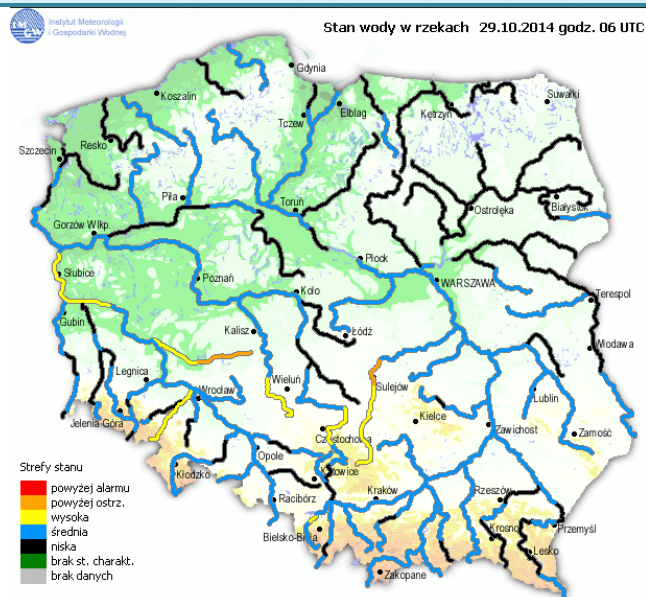 Instytut Meteorologii
i Gospodarki Wodnej
Stan wody w rzekach 29.10.2014 godz. 06 UTC
Gdynia
Koszalin
Suwałki
Tczew
Elbląg
Kętrzyn
Resko
Szczecin
Piła
Toruń
Ostrołęka
Białystok
Gorzów Wlkp.
Płock
Słubice
Poznań
Koło
WARSZAWA
Terespol
Gubin
Kalisz
Łódź
Włodawa
Legnica
Wieluń
Sulejów
Wrocław
Lublin
Jelenia Góra
Kielce
Zawichost
Zamość
Częstochowa
Opole
Strefy stanu
Kłodzko
Katowice
powyżej alarmu
Racibórz
Kraków
Rzeszów
powyżej ostrz.
wysoka
średnia
Bielsko-Biała
Krosno
Przemyśl
niska
Lesko
brak st. charakt.
Zakopane
brak danych